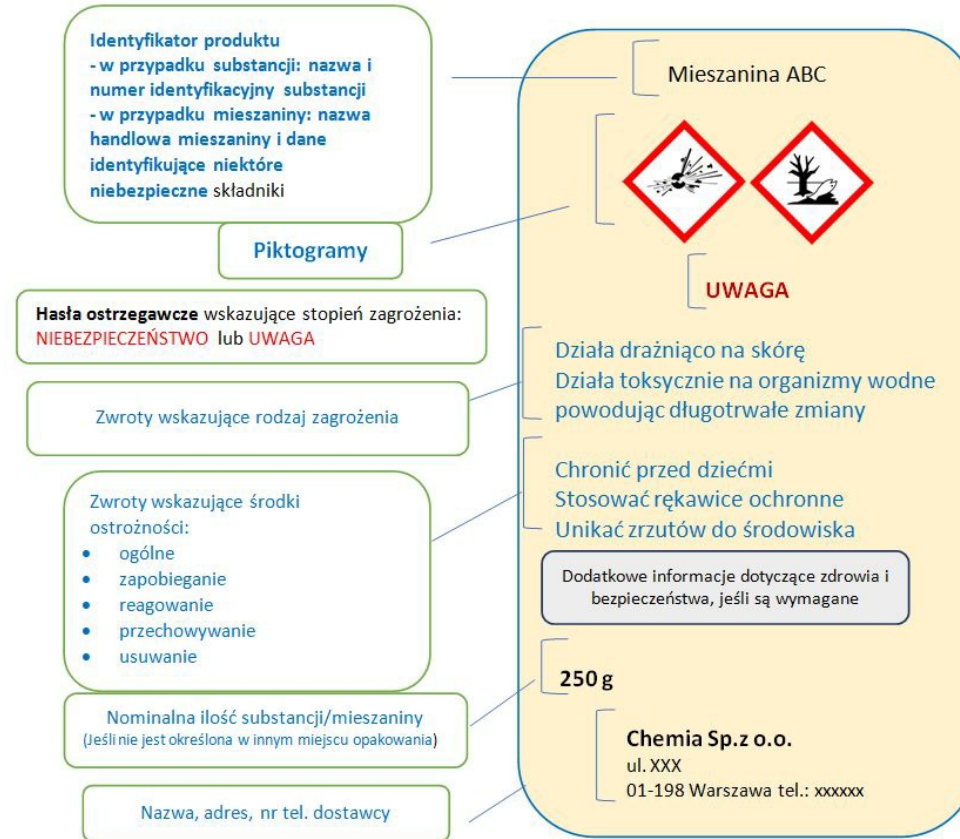 Identyfikator produktu
- w przypadku substancji: nazwa i
numer identyfikacyjny substancji
- w przypadku mieszaniny: nazwa
handlowa mieszaniny i dane
identyfikujące niektóre
niebezpieczne składniki
Piktogramy
Hasła ostrzegawcze wskazujące stopień zagrożenia:
NIEBEZPIECZEŃSTWO lub UWAGA
Zwroty wskazujące rodzaj zagrożenia
Zwroty wskazujące środki
ostrożności:
• ogólne
• zapobieganie
• reagowanie
• przechowywanie
• usuwanie
Nominalna ilość substancji/mieszaniny
(Jeśli nie jest określona w innym miejscu opakowania)
Nazwa, adres, nr tel. dostawcy
Mieszanina ABC
UWAGA
Działa drażniąco na skórę
Działa toksycznie na organizmy wodne
powodując długotrwałe zmiany
Chronić przed dziećmi
Stosować rękawice ochronne
Unikać zrzutów do środowiska
Dodatkowe informacje dotyczące zdrowia i
bezpieczeństwa, jeśli są wymagane
250 g
Chemia Sp.z o.o.
ul. XXX
01-198 Warszawa tel.: xxxxxx